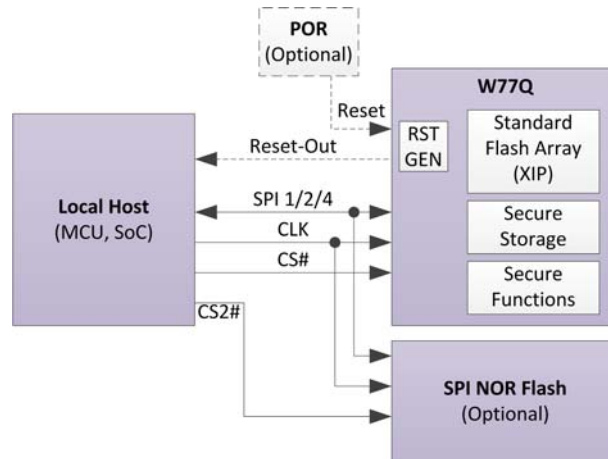 POR
(Optional)
W77Q
Reset
RST
GEN
Standard
Flash Array
(XIP)
Reset-Out
Local Host
(MCU, SoC)
SPI 1/2/4
CLK
CS#
Secure
Storage
Secure
Functions
CS2#
SPI NOR Flash
(Optional)